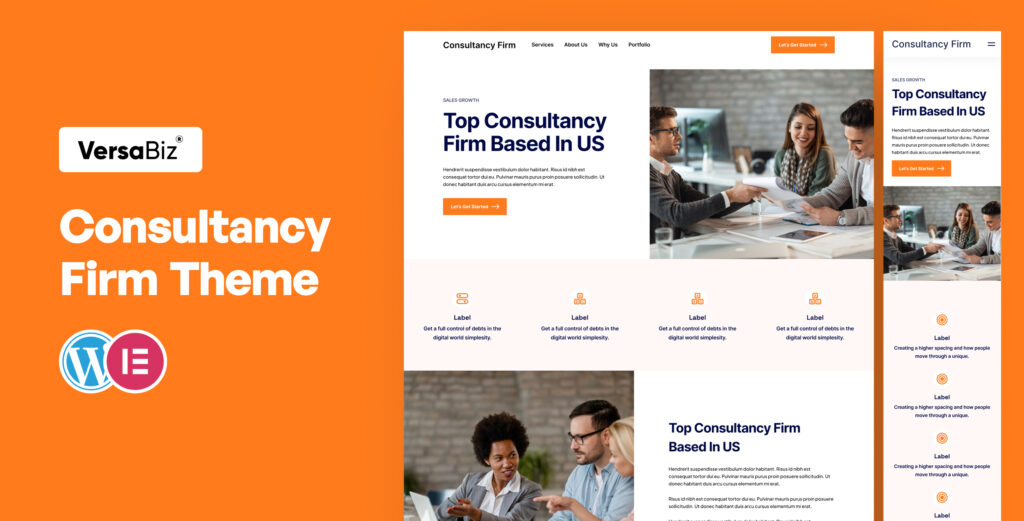 VersaBiz®
Consultancy
Firm Theme
Consultancy Firm
Services
About Us
Why Us
Portfolio
Let's Get Started
SALES GROWTH
Top Consultancy
Firm Based In US
Hendrerit suspendisse vestibulum dolor habitant. Risus id nibh est
consequat tortor dui eu. Pulvinar mauris purus proin posuere sollicitudin. Ut
donec habitant duis arcu cursus elementum mi erat.
Let's Get Started
Label
Get a full control of debts in the
digital world simplesity.
Label
Get a full control of debts in the
digital world simplesity.
Label
Get a full control of debts in the
digital world simplesity.
Label
Get a full control of debts in the
digital world simplesity.
Top Consultancy Firm
Based In US
Hendrerit suspendisse vestibulum dolor habitant. Risus id nibh est
consequat tortor dui eu. Pulvinar mauris purus proin posuere sollicitudin. Ut
donec habitant duis arcu cursus elementum mi erat.
Risus id nibh est consequat tortor dui eu. Pulvinar mauris purus proin posuere
sollicitudin. Ut donec habitant duis arcu cursus elementum mi erat.
Consultancy Firm
SALES GROWTH
Top Consultancy
Firm Based In US
Hendrerit suspendisse vestibulum dolor habitant.
Risus id nibh est consequat tortor dui eu. Pulvinar
mauris purus proin posuere sollicitudin. Ut donec
habitant duis arcu cursus elementum mi erat.
Let's Get Started
Label
Creating a higher spacing and how people
move through a unique.
Label
Creating a higher spacing and how people
move through a unique.
Label
Creating a higher spacing and how people
move through a unique.
Label
Creating a higher spacing and how people